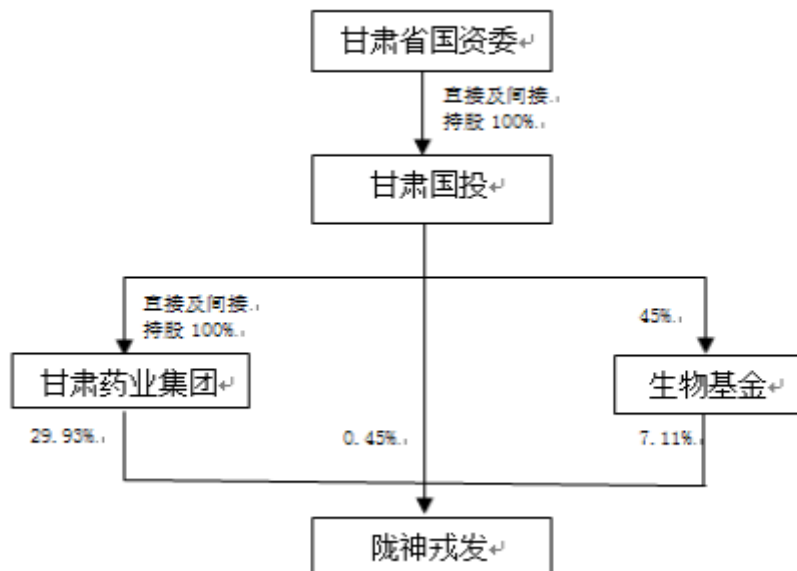 甘肃省国资委↵
直接及间接
持股 100%
甘肃国投↵
直接及间接
持股 100%
45%
甘肃药业集团↵
生物基金↵
29.93%
0.45%
7.11%
陇神戎发↵